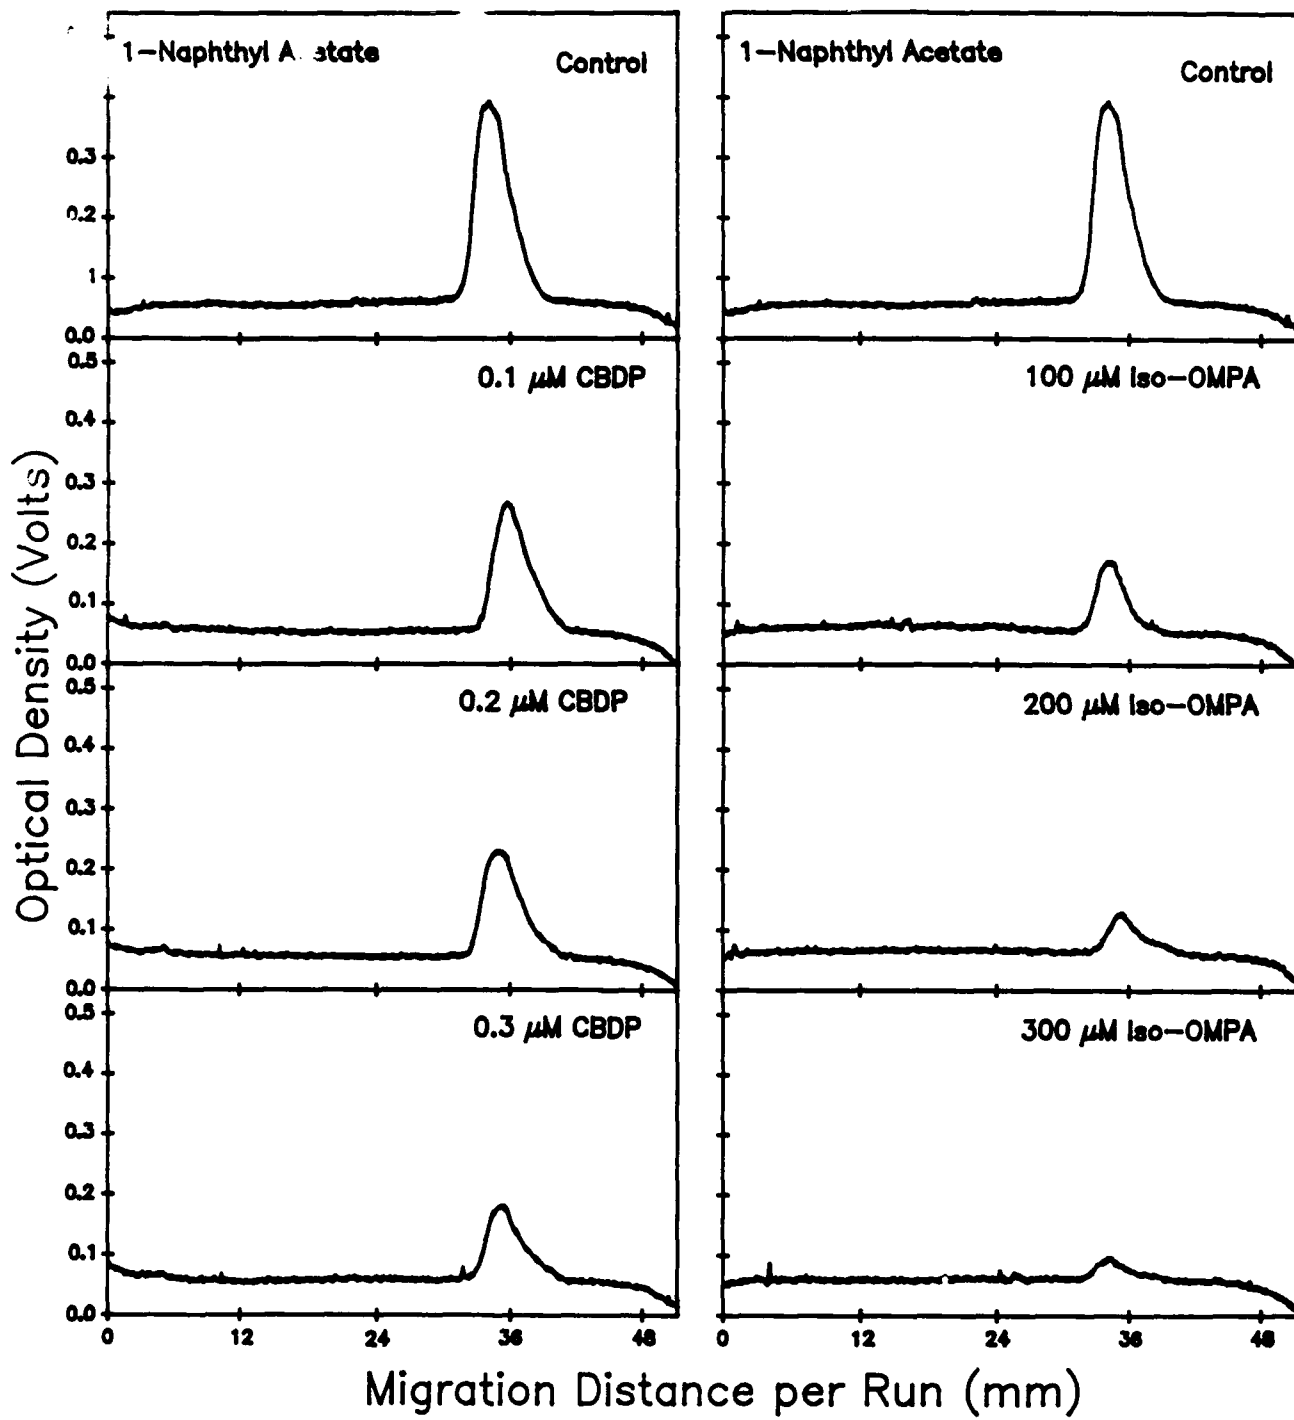 1-Naphthyl A state
Control
0.3
0.2
1
0.0
1-Naphthyl Acetate
Control
0.1 µM CBDP
0.5
0.4
0.3
0.2
0.1
0.0
100 µM Iso-OMPA
0.2 µM CBDP
0.5
0.4
0.3
0.2
0.1
0.0
200 µM Iso-OMPA
0.3 µM CBDP
0.5
0.4
0.3
0.2
0.1
0.0
300 µM Iso-OMPA
0 12 24 36 48
0 12 24 36 48
Optical Density (Volts)
Migration Distance per Run (mm)